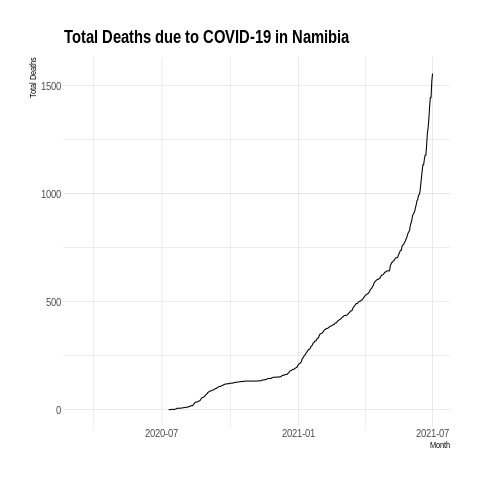 Total Deaths due to COVID-19 in Namibia
Total Deaths
1500
1000
500
0
2020-07
2021-01
2021-07
Month